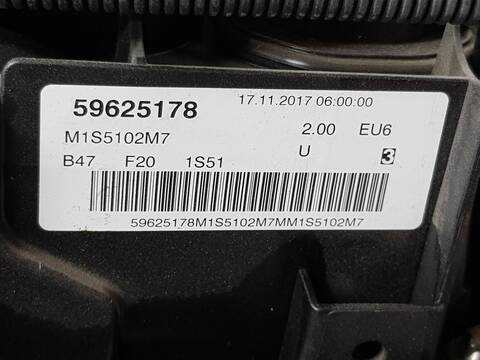 59625178 17.11.2017 06:00:00
M1S5102M7 2.00 EU6
B47 F20 1S51 U 3
59625178M1S5102M7MM1S5102M7